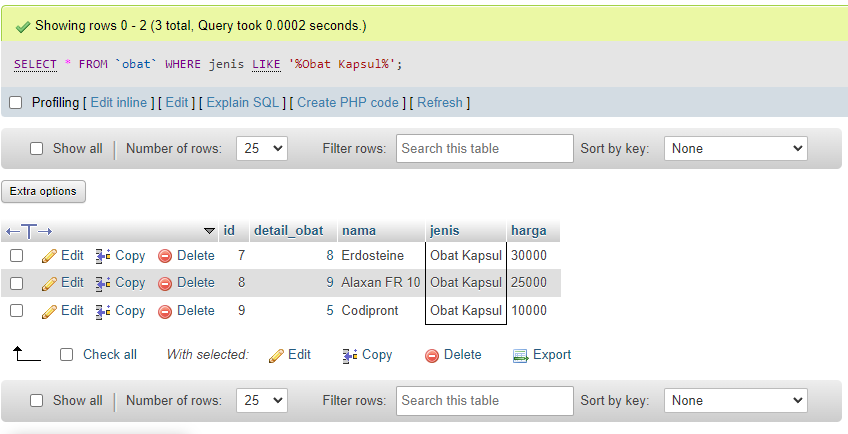 Showing rows 0 - 2 (3 total, Query took 0.0002 seconds.)
SELECT * FROM `obat` WHERE jenis LIKE '%Obat Kapsul%';
Profiling [ Edit inline ] [ Edit ] [ Explain SQL ] [ Create PHP code ] [ Refresh ]
Show all Number of rows: 25 Filter rows: Search this table Sort by key: None
Extra options
id detail_obat nama jenis harga
Edit Copy Delete 7 8 Erdosteine Obat Kapsul 30000
Edit Copy Delete 8 9 Alaxan FR 10 Obat Kapsul 25000
Edit Copy Delete 9 5 Codipront Obat Kapsul 10000
Check all With selected: Edit Copy Delete Export
Show all Number of rows: 25 Filter rows: Search this table Sort by key: None